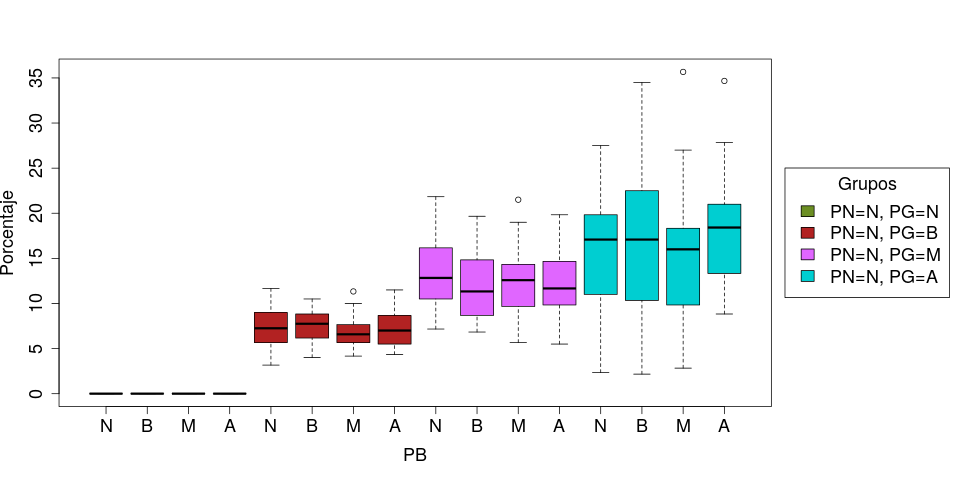 Porcentaje
35
30
25
20
15
10
5
0
N B M A N B M A N B M A N B M A
PB
Grupos
PN=N, PG=N
PN=N, PG=B
PN=N, PG=M
PN=N, PG=A